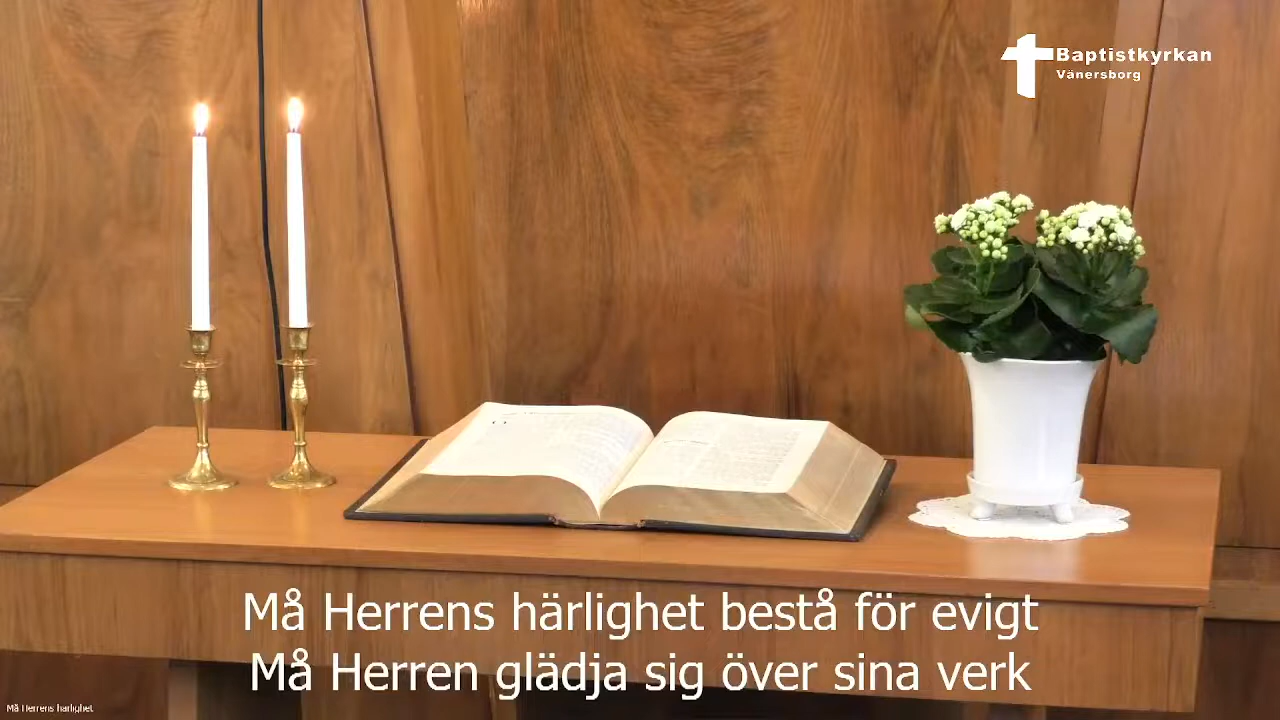 Baptistkyrkan
Vänersborg
Må Herrens härlighet bestå för evigt
Må Herren glädja sig över sina verk
Må Herrens härlighet